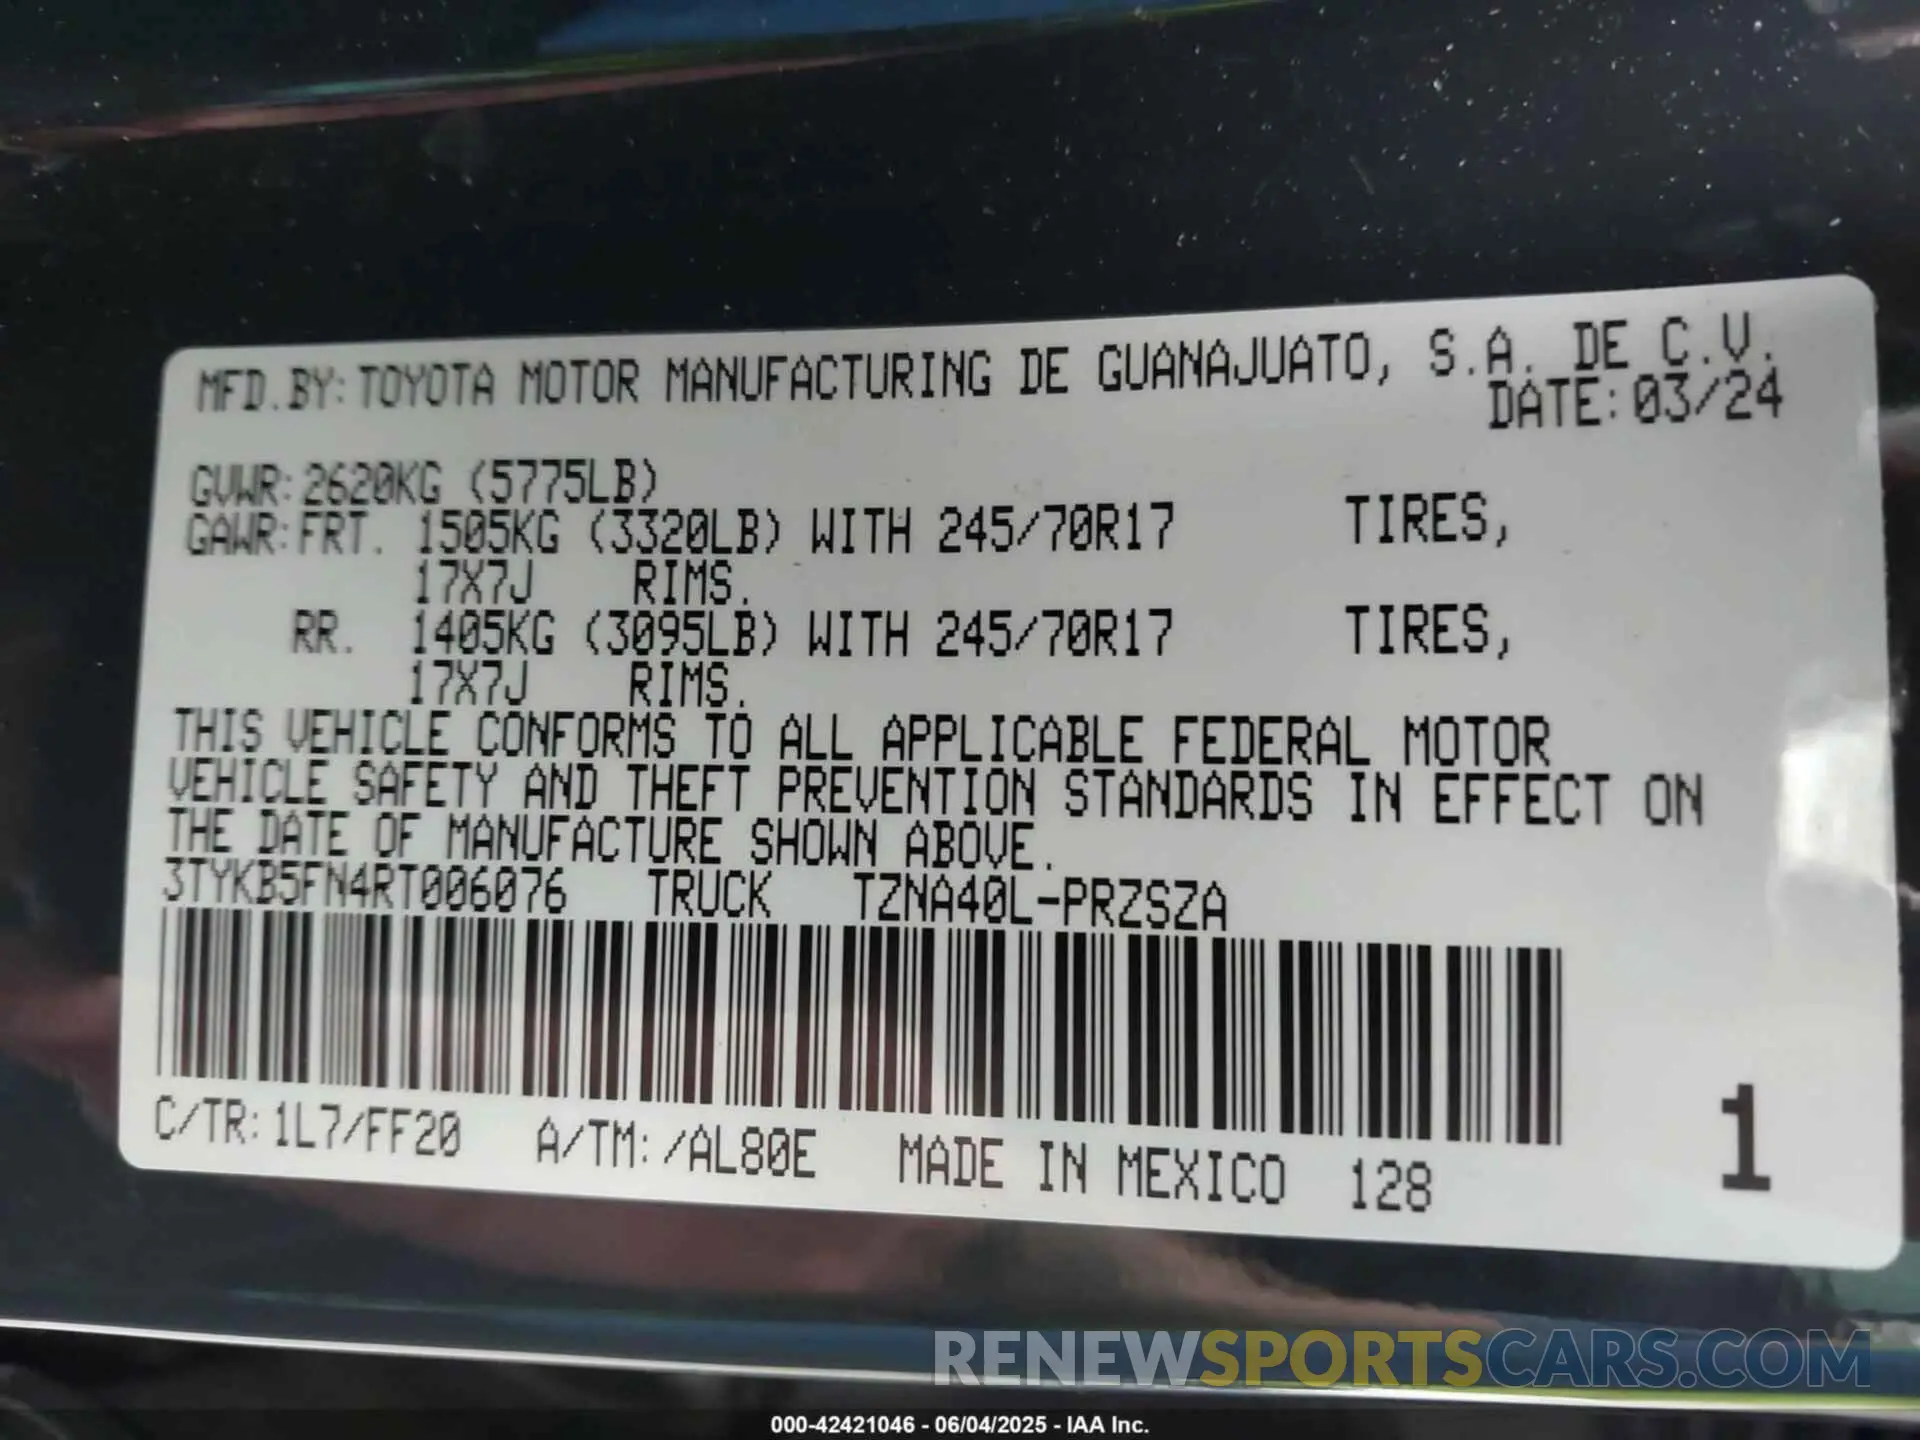 MFD.BY:TOYOTA MOTOR MANUFACTURING DE GUANAJUATO, S.A. DE C.V.
DATE:03/24
GVWR:2620KG (5775LB)
GAWR:FRT. 1505KG (3320LB) WITH 245/70R17 TIRES,
17X7J RIMS.
RR. 1405KG (3095LB) WITH 245/70R17 TIRES,
17X7J RIMS.
THIS VEHICLE CONFORMS TO ALL APPLICABLE FEDERAL MOTOR
VEHICLE SAFETY AND THEFT PREVENTION STANDARDS IN EFFECT ON
THE DATE OF MANUFACTURE SHOWN ABOVE.
3TYKB5FN4RT006076 TRUCK TZNA40L-PRZSZA
C/TR:1L7/FF20 A/TM:/AL80E MADE IN MEXICO 128
1
RENEWSPORTSCARS.COM
000-42421046 - 06/04/2025 - IAA Inc.